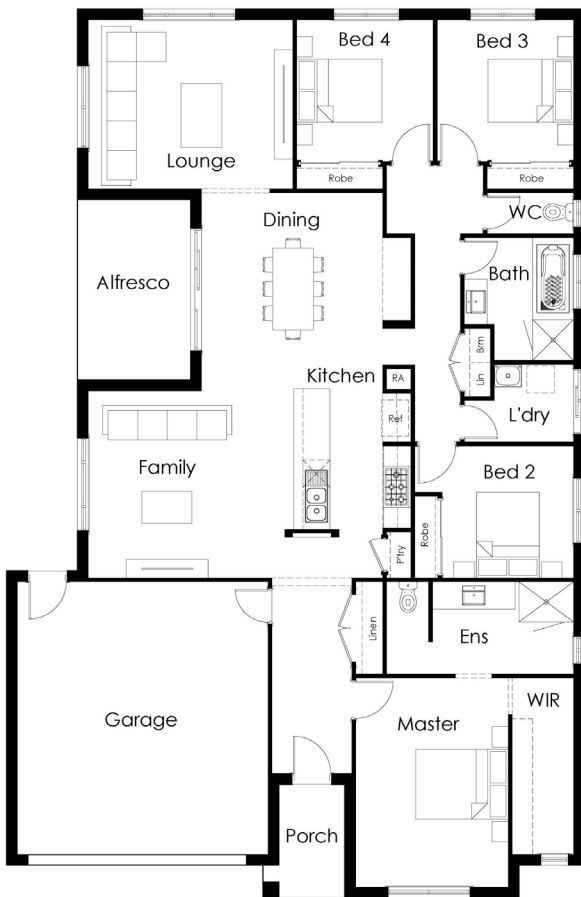 Bed 4
Bed 3
Lounge
Robe
Robe
Dining
WC
Alfresco
Bath
Brm
Lin
Kitchen
RA
Ref
L'dry
Family
Bed 2
Robe
P'try
Linen
Ens
Garage
Master
WIR
Porch